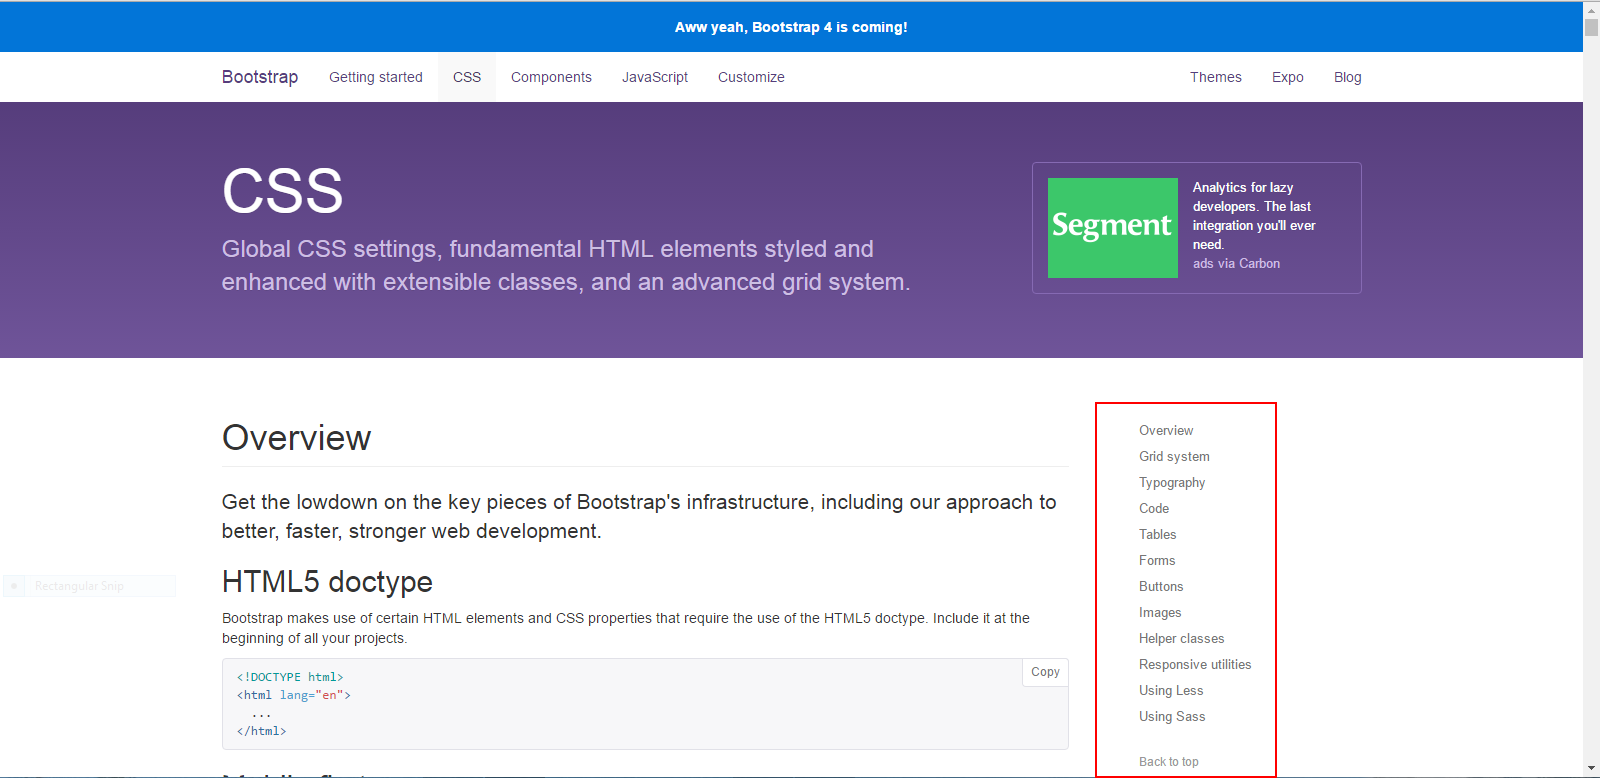 Aww yeah, Bootstrap 4 is coming!
Bootstrap Getting started CSS Components JavaScript Customize Themes Expo Blog
CSS
Global CSS settings, fundamental HTML elements styled and
enhanced with extensible classes, and an advanced grid system.
Segment
Analytics for lazy
developers. The last
integration you'll ever
need.
ads via Carbon
Overview
Get the lowdown on the key pieces of Bootstrap's infrastructure, including our approach to
better, faster, stronger web development.
HTML5 doctype
Bootstrap makes use of certain HTML elements and CSS properties that require the use of the HTML5 doctype. Include it at the
beginning of all your projects.
Copy
<!DOCTYPE html>
<html lang="en">
...
</html>
Overview
Grid system
Typography
Code
Tables
Forms
Buttons
Images
Helper classes
Responsive utilities
Using Less
Using Sass
Back to top
Rectangular Snip